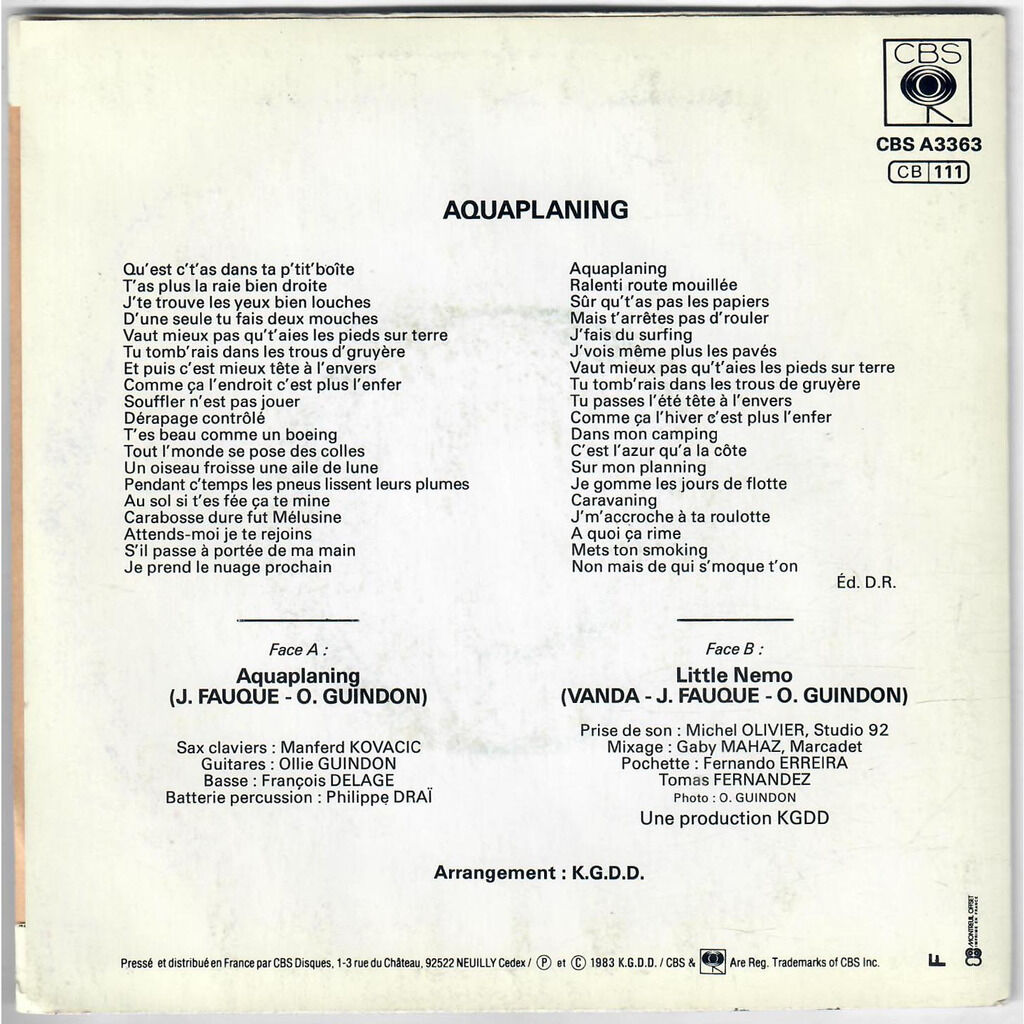 CBS
CBS A3363
CB 111
AQUAPLANING
Qu'est c't'as dans ta p'tit'boîte
T'as plus la raie bien droite
J'te trouve les yeux bien louches
D'une seule tu fais deux mouches
Vaut mieux pas qu't'aies les pieds sur terre
Tu tomb'rais dans les trous d'gruyère
Et puis c'est mieux tête à l'envers
Comme ça l'endroit c'est plus l'enfer
Souffler n'est pas jouer
Dérapage contrôlé
T'es beau comme un boeing
Tout l'monde se pose des colles
Un oiseau froisse une aile de lune
Pendant c'temps les pneus lissent leurs plumes
Au sol si t'es fée ça te mine
Carabosse dure fut Mélusine
Attends-moi je te rejoins
S'il passe à portée de ma main
Je prend le nuage prochain
Aquaplaning
Ralenti route mouillée
Sûr qu't'as pas les papiers
Mais t'arrêtes pas d'rouler
J'fais du surfing
J'vois même plus les pavés
Vaut mieux pas qu't'aies les pieds sur terre
Tu tomb'rais dans les trous de gruyère
Tu passes l'été tête à l'envers
Comme ça l'hiver c'est plus l'enfer
Dans mon camping
C'est l'azur qu'a la côte
Sur mon planning
Je gomme les jours de flotte
Caravaning
J'm'accroche à ta roulotte
A quoi ça rime
Mets ton smoking
Non mais de qui s'moque t'on
Éd. D.R.
Face A :
Aquaplaning
(J. FAUQUE - O. GUINDON)
Sax claviers : Manferd KOVACIC
Guitares : Ollie GUINDON
Basse : François DELAGE
Batterie percussion : Philippe DRAÏ
Face B :
Little Nemo
(VANDA - J. FAUQUE - O. GUINDON)
Prise de son : Michel OLIVIER, Studio 92
Mixage : Gaby MAHAZ, Marcadet
Pochette : Fernando ERREIRA
Tomas FERNANDEZ
Photo : O. GUINDON
Une production KGDD
Arrangement : K.G.D.D.
Pressé et distribué en France par CBS Disques, 1-3 rue du Château, 92522 NEUILLY Cedex / Ⓟ et © 1983 K.G.D.D. / CBS & Are Reg. Trademarks of CBS Inc.
F
MONTREUIL OFFSET
IMPRIMÉ EN FRANCE